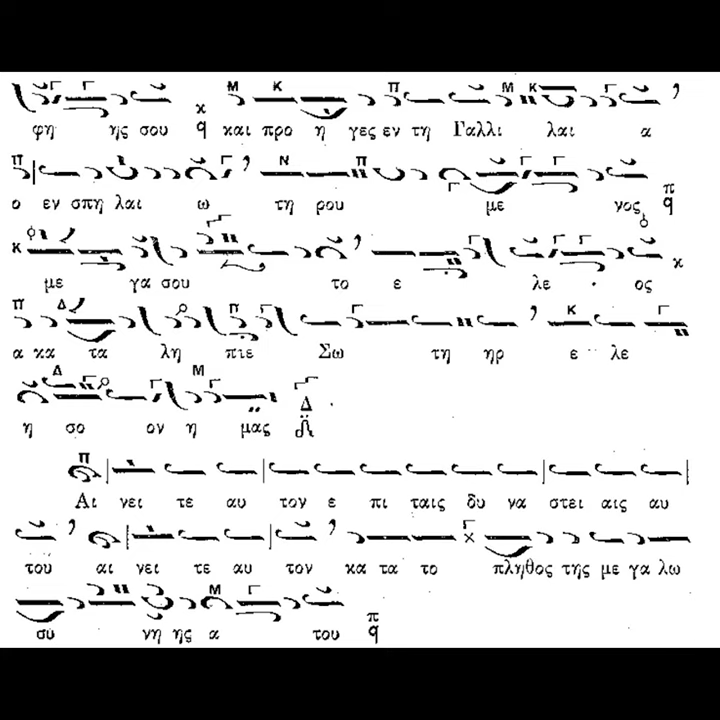 φη ης σου και προ η γες εν τη Γαλλι λαι α
ο εν σπη λαι ω τη ρου με νος
με γα σου το ε λε ος
α κα τα λη πιε Σω τη ηρ ε λε
η σο ον η μας
Αι νει τε αυ τον ε πι ταις δυ να στει αις αυ
του αι νει τε αυ τον κα τα το πληθος της με γα λω
συ νη ης α του